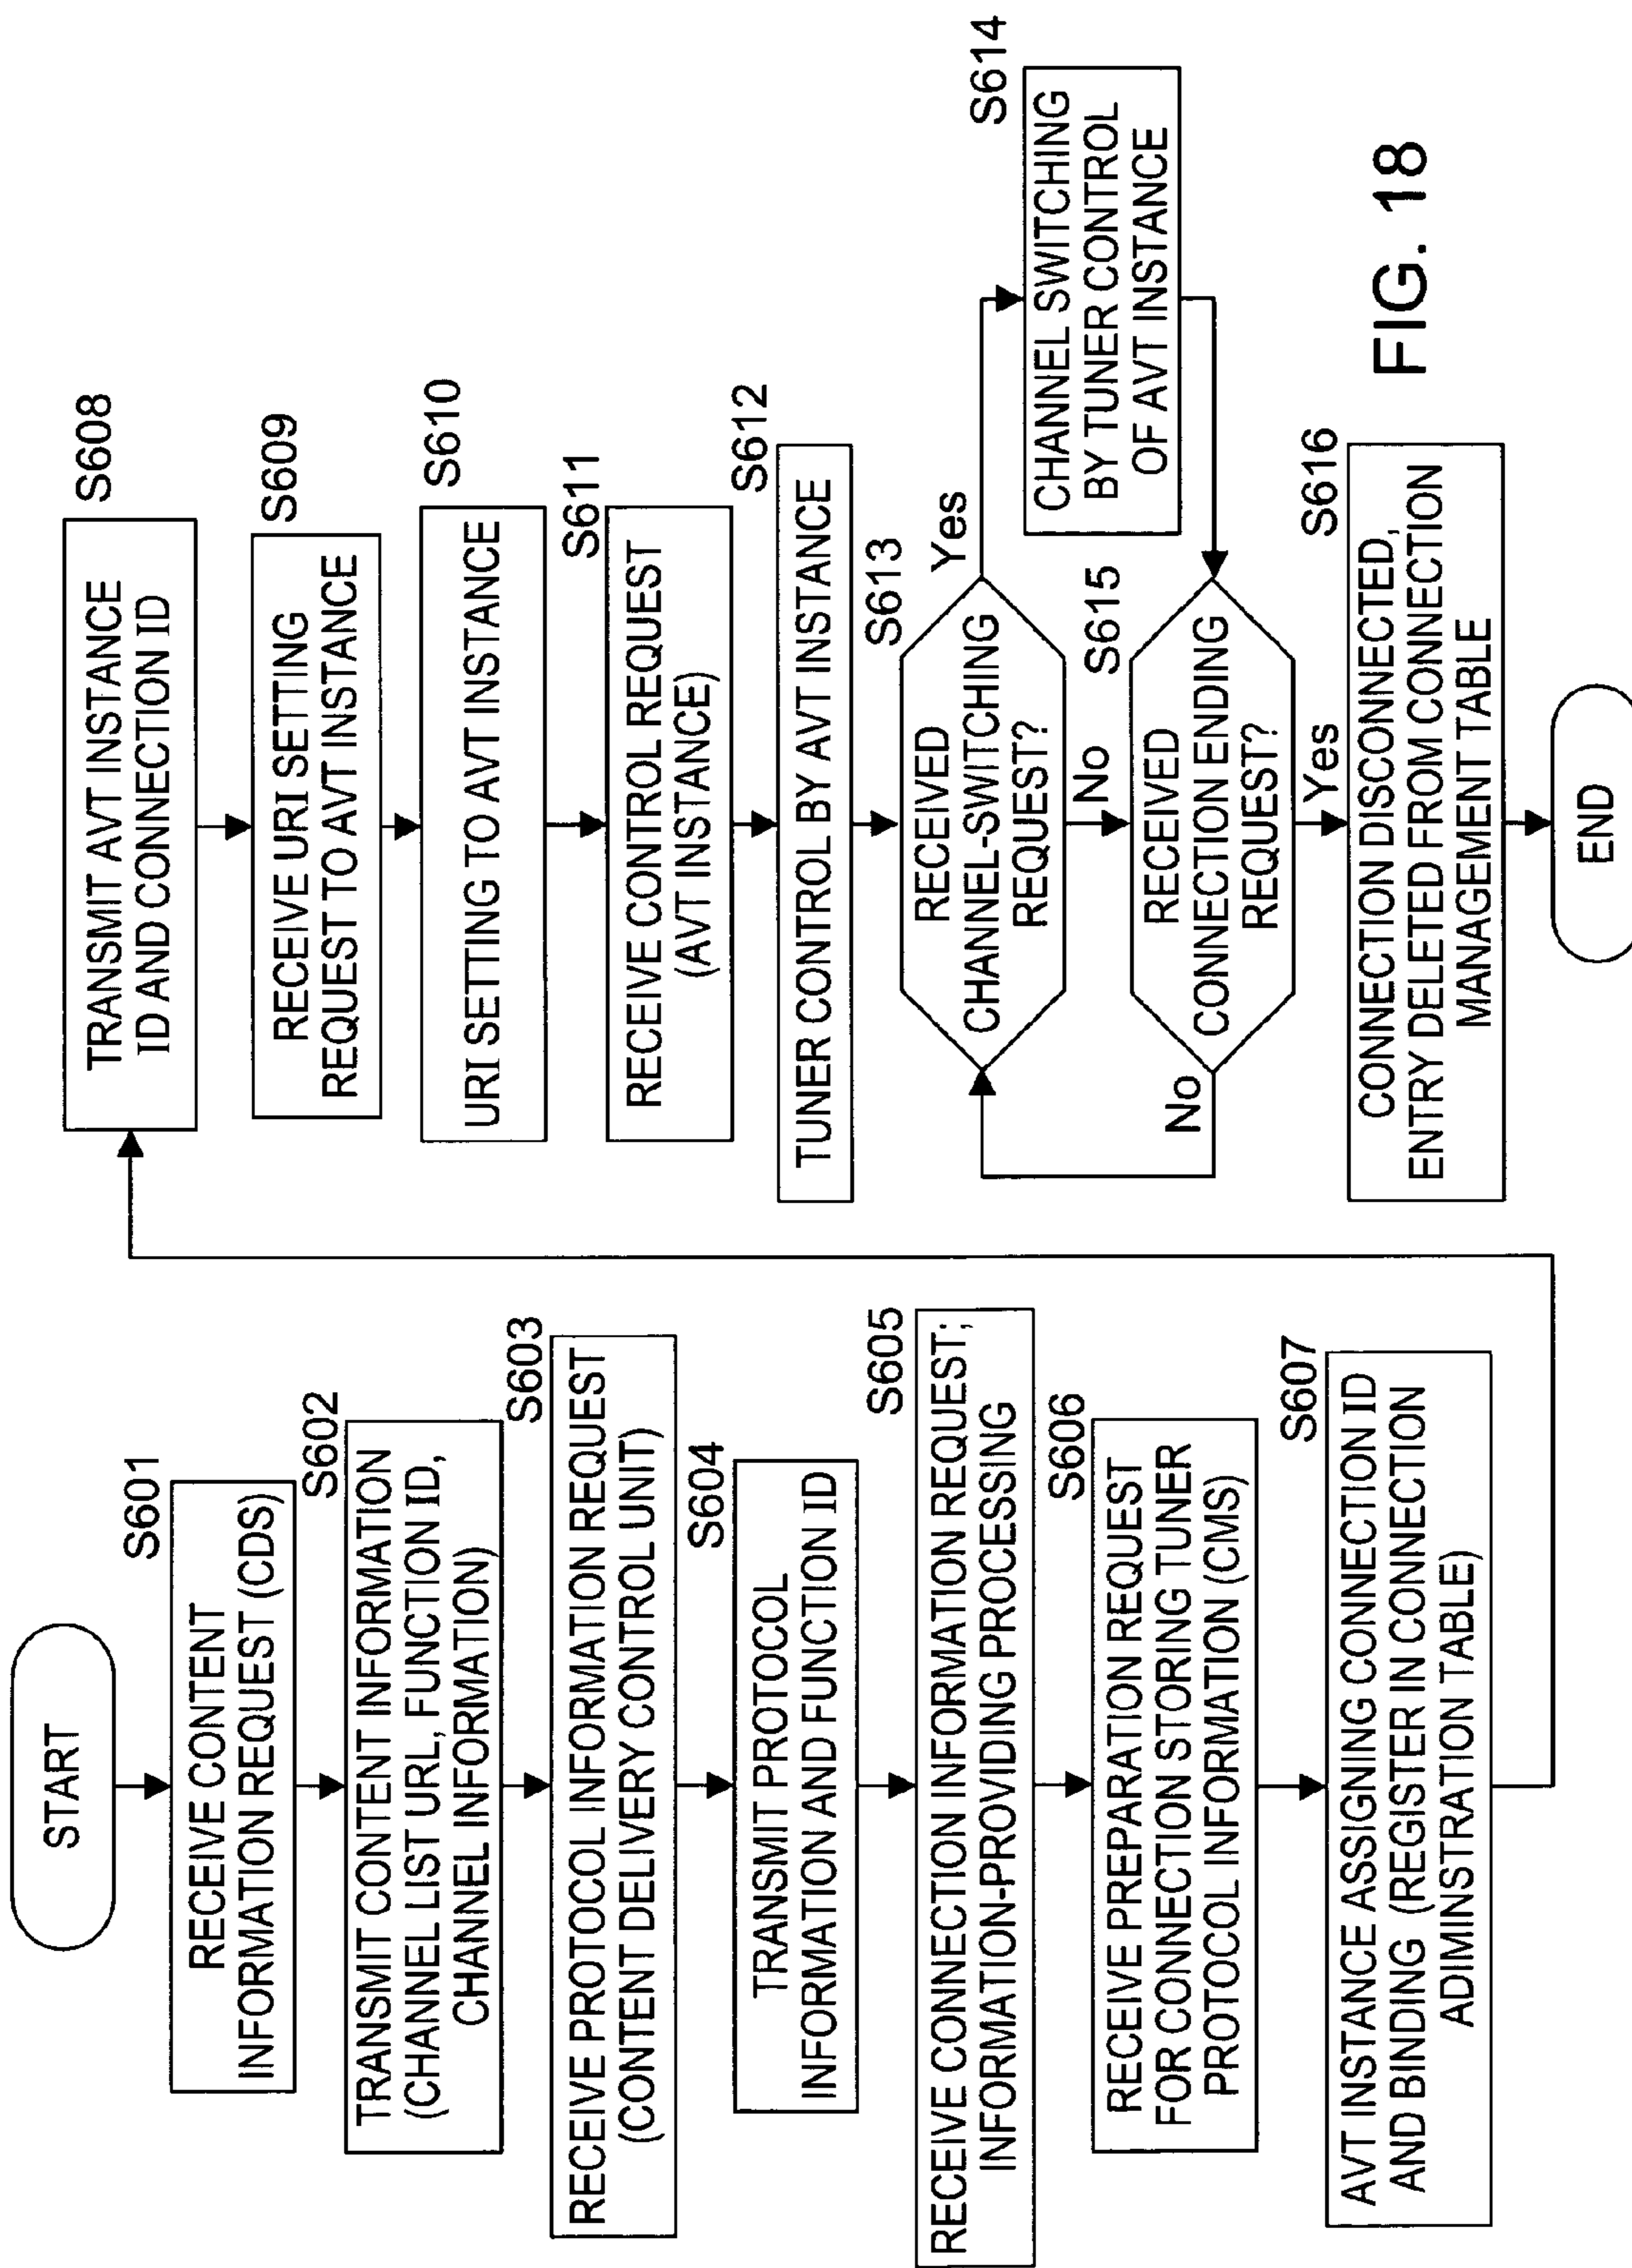 START
S601
RECEIVE CONTENT
INFORMATION REQUEST (CDS)
S602
TRANSMIT CONTENT INFORMATION
(CHANNEL LIST URL, FUNCTION ID,
CHANNEL INFORMATION)
S603
RECEIVE PROTOCOL INFORMATION REQUEST
(CONTENT DELIVERY CONTROL UNIT)
S604
TRANSMIT PROTOCOL
INFORMATION AND FUNCTION ID
S605
RECEIVE CONNECTION INFORMATION REQUEST;
INFORMATION-PROVIDING PROCESSING
S606
RECEIVE PREPARATION REQUEST
FOR CONNECTION STORING TUNER
PROTOCOL INFORMATION (CMS)
S607
AVT INSTANCE ASSIGNING CONNECTION ID
AND BINDING (REGISTER IN CONNECTION
ADIMINSTRATION TABLE)
S608
TRANSMIT AVT INSTANCE
ID AND CONNECTION ID
S609
RECEIVE URI SETTING
REQUEST TO AVT INSTANCE
S610
URI SETTING TO AVT INSTANCE
S611
RECEIVE CONTROL REQUEST
(AVT INSTANCE)
S612
TUNER CONTROL BY AVT INSTANCE
S613
RECEIVED
CHANNEL-SWITCHING
REQUEST?
Yes
No
S614
CHANNEL SWITCHING
BY TUNER CONTROL
OF AVT INSTANCE
S615
RECEIVED
CONNECTION ENDING
REQUEST?
No
Yes
S616
CONNECTION DISCONNECTED,
ENTRY DELETED FROM CONNECTION
MANAGEMENT TABLE
END
FIG. 18